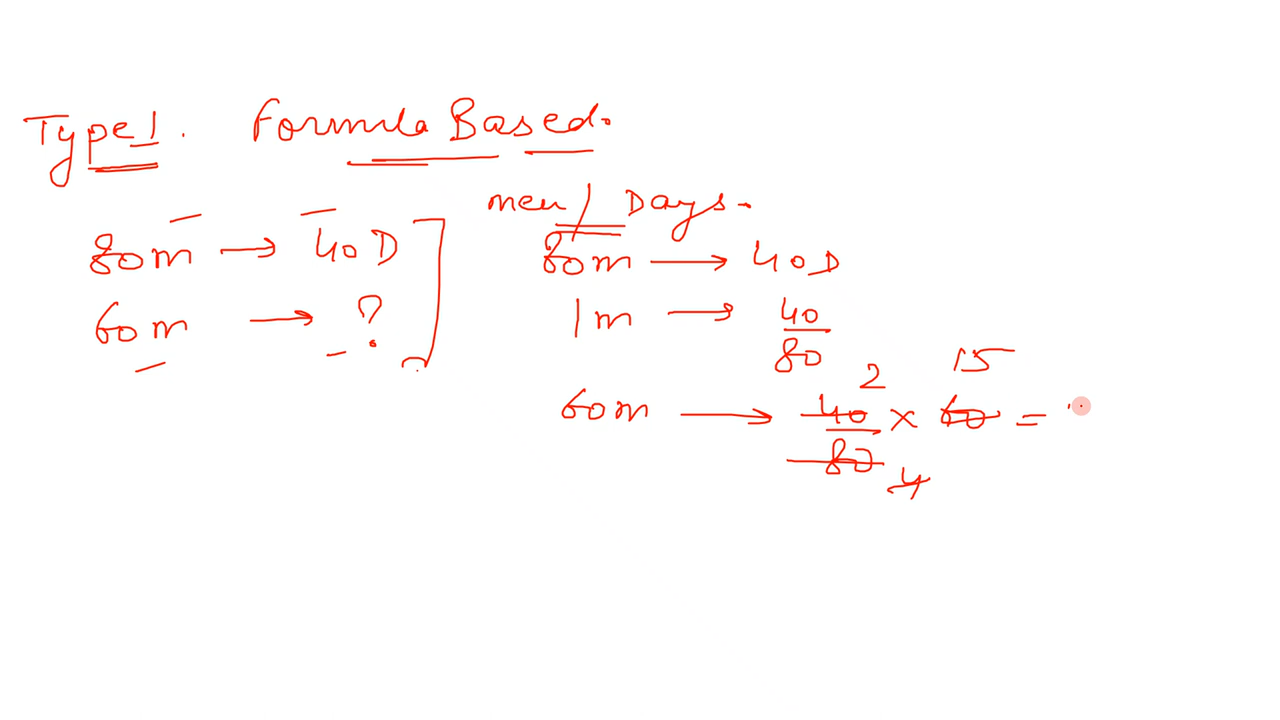 Type 1. Formula Based.
80m → 40D
60m → ?
men / Days.
80m → 40D
1m → 40/80
60m → 40/80 × 60 =
2 15
4